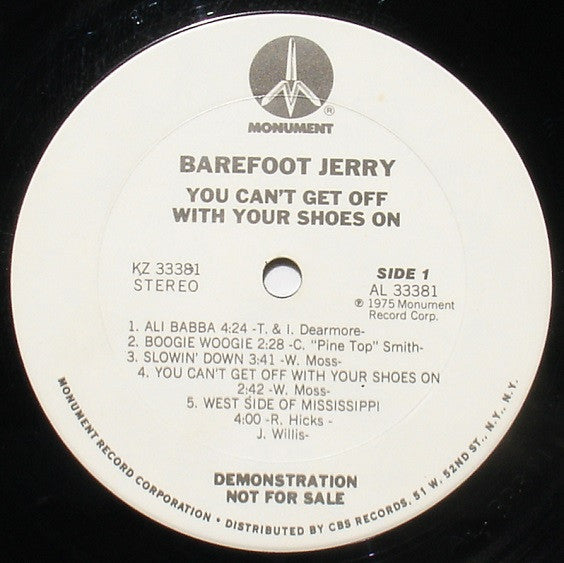 ®
MONUMENT
BAREFOOT JERRY
YOU CAN'T GET OFF
WITH YOUR SHOES ON
KZ 33381
STEREO
SIDE 1
AL 33381
℗ 1975 Monument
Record Corp.
1. ALI BABBA 4:24 -T. & I. Dearmore-
2. BOOGIE WOOGIE 2:28 -C. "Pine Top" Smith-
3. SLOWIN' DOWN 3:41 -W. Moss-
4. YOU CAN'T GET OFF WITH YOUR SHOES ON
2:42 -W. Moss-
5. WEST SIDE OF MISSISSIPPI
4:00 -R. Hicks -
J. Willis-
DEMONSTRATION
NOT FOR SALE
MONUMENT RECORD CORPORATION • DISTRIBUTED BY CBS RECORDS, 51 W. 52ND ST., N.Y., N.Y.